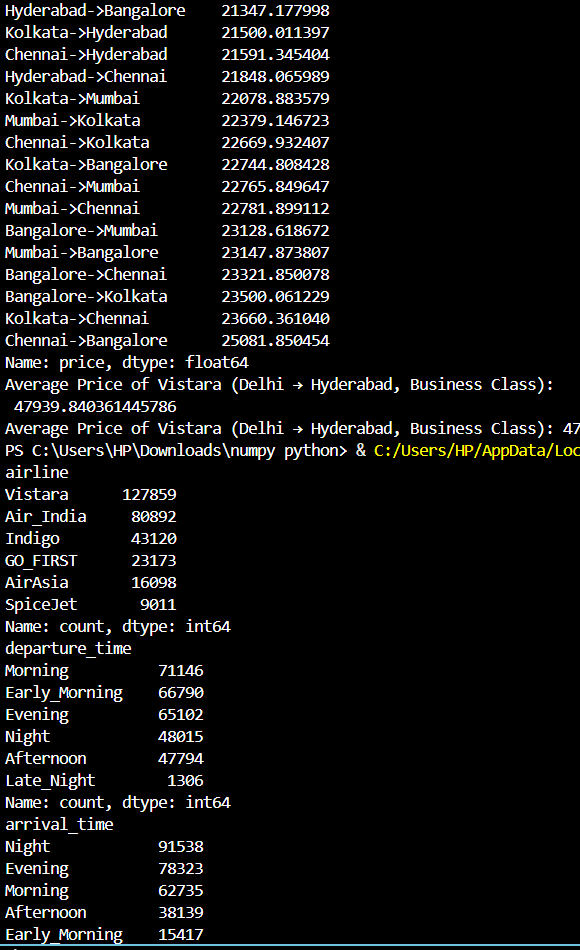 Hyderabad->Bangalore    21347.177998
Kolkata->Hyderabad      21500.011397
Chennai->Hyderabad      21591.345404
Hyderabad->Chennai      21848.065989
Kolkata->Mumbai         22078.883579
Mumbai->Kolkata         22379.146723
Chennai->Kolkata        22669.932407
Kolkata->Bangalore      22744.808428
Chennai->Mumbai         22765.849647
Mumbai->Chennai         22781.899112
Bangalore->Mumbai       23128.618672
Mumbai->Bangalore       23147.873807
Bangalore->Chennai      23321.850078
Bangalore->Kolkata      23500.061229
Kolkata->Chennai        23660.361040
Chennai->Bangalore      25081.850454
Name: price, dtype: float64
Average Price of Vistara (Delhi → Hyderabad, Business Class):
 47939.840361445786
Average Price of Vistara (Delhi → Hyderabad, Business Class): 47
PS C:\Users\HP\Downloads\numpy python> & C:/Users/HP/AppData/Loc
airline
Vistara      127859
Air_India     80892
Indigo        43120
GO_FIRST      23173
AirAsia       16098
SpiceJet       9011
Name: count, dtype: int64
departure_time
Morning          71146
Early_Morning    66790
Evening          65102
Night            48015
Afternoon        47794
Late_Night        1306
Name: count, dtype: int64
arrival_time
Night            91538
Evening          78323
Morning          62735
Afternoon        38139
Early_Morning    15417